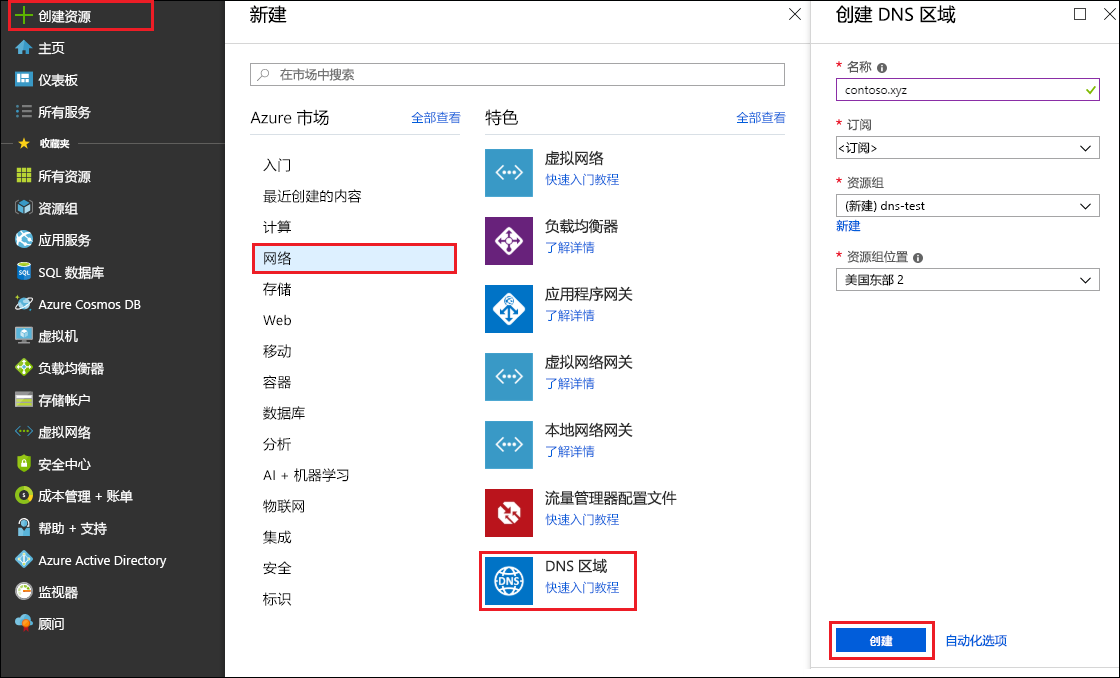 创建资源
主页
仪表板
所有服务
收藏夹
所有资源
资源组
应用服务
SQL 数据库
Azure Cosmos DB
虚拟机
负载均衡器
存储帐户
虚拟网络
安全中心
成本管理 + 账单
帮助 + 支持
Azure Active Directory
监视器
顾问
新建
在市场中搜索
Azure 市场 全部查看
入门
最近创建的内容
计算
网络
存储
Web
移动
容器
数据库
分析
AI + 机器学习
物联网
集成
安全
标识
特色 全部查看
虚拟网络
快速入门教程
负载均衡器
了解详情
应用程序网关
了解详情
虚拟网络网关
了解详情
本地网络网关
了解详情
流量管理器配置文件
快速入门教程
DNS
DNS 区域
快速入门教程
创建 DNS 区域
* 名称
contoso.xyz
* 订阅
<订阅>
* 资源组
(新建) dns-test
新建
* 资源组位置
美国东部 2
创建 自动化选项